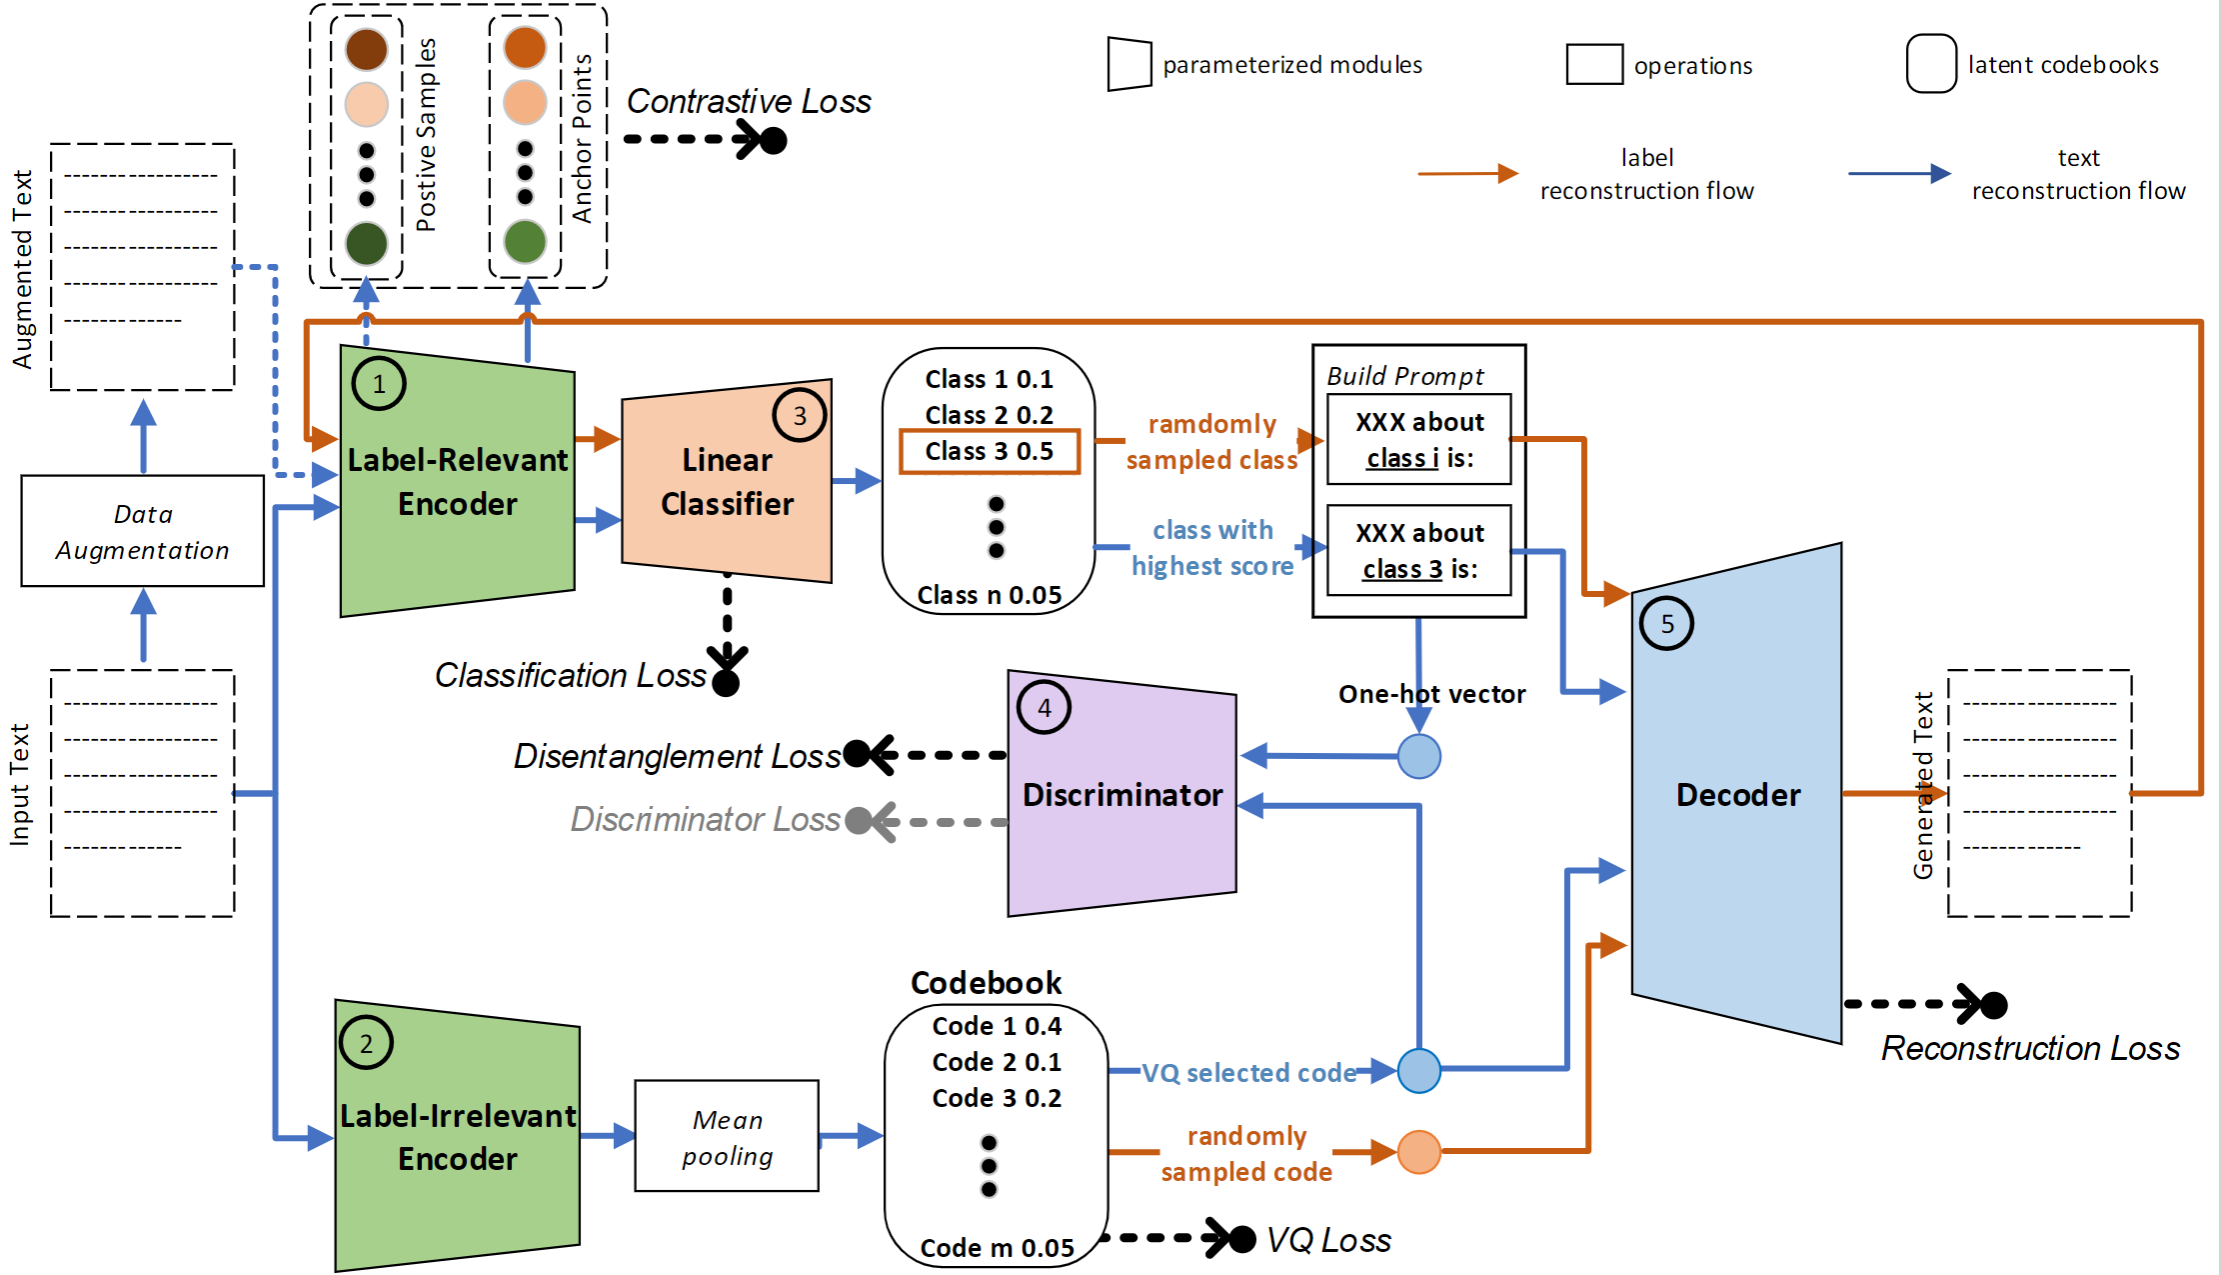 Postive Samples
Anchor Points
Contrastive Loss
parameterized modules
operations
latent codebooks
label
reconstruction flow
text
reconstruction flow
Augmented Text
Data
Augmentation
Input Text
1
Label-Relevant
Encoder
3
Linear
Classifier
Class 1 0.1
Class 2 0.2
Class 3 0.5
Class n 0.05
ramdomly
sampled class
class with
highest score
Build Prompt
XXX about
class i is:
XXX about
class 3 is:
Classification Loss
One-hot vector
4
Discriminator
Disentanglement Loss
Discriminator Loss
5
Decoder
Generated Text
Reconstruction Loss
2
Label-Irrelevant
Encoder
Mean
pooling
Codebook
Code 1 0.4
Code 2 0.1
Code 3 0.2
Code m 0.05
VQ selected code
randomly
sampled code
VQ Loss